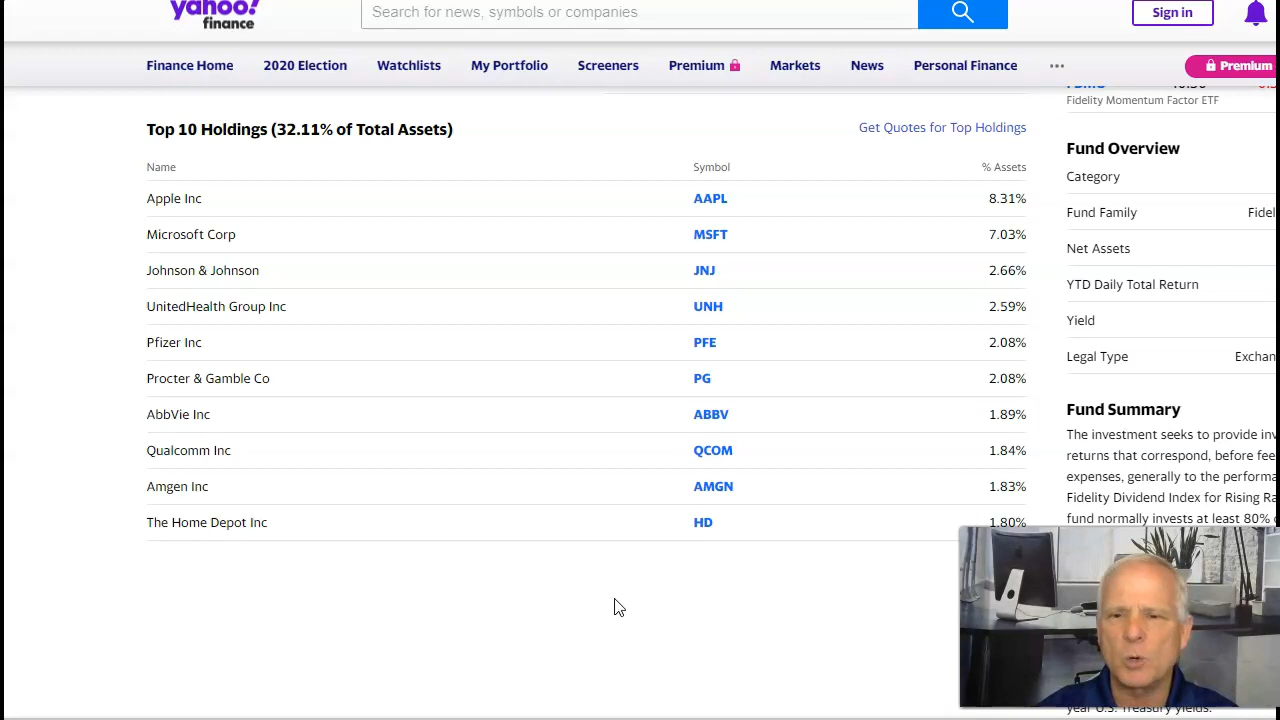 yahoo!
finance
Search for news, symbols or companies
Sign in
Finance Home
2020 Election
Watchlists
My Portfolio
Screeners
Premium
Markets
News
Personal Finance
Premium
Top 10 Holdings (32.11% of Total Assets)
Get Quotes for Top Holdings
Name Symbol % Assets
Apple Inc AAPL 8.31%
Microsoft Corp MSFT 7.03%
Johnson & Johnson JNJ 2.66%
UnitedHealth Group Inc UNH 2.59%
Pfizer Inc PFE 2.08%
Procter & Gamble Co PG 2.08%
AbbVie Inc ABBV 1.89%
Qualcomm Inc QCOM 1.84%
Amgen Inc AMGN 1.83%
The Home Depot Inc HD 1.80%
Fidelity Momentum Factor ETF
Fund Overview
Category
Fund Family Fidel
Net Assets
YTD Daily Total Return
Yield
Legal Type Exchan
Fund Summary
The investment seeks to provide inv
returns that correspond, before fee
expenses, generally to the performa
Fidelity Dividend Index for Rising Ra
fund normally invests at least 80%
year U.S. Treasury yields.